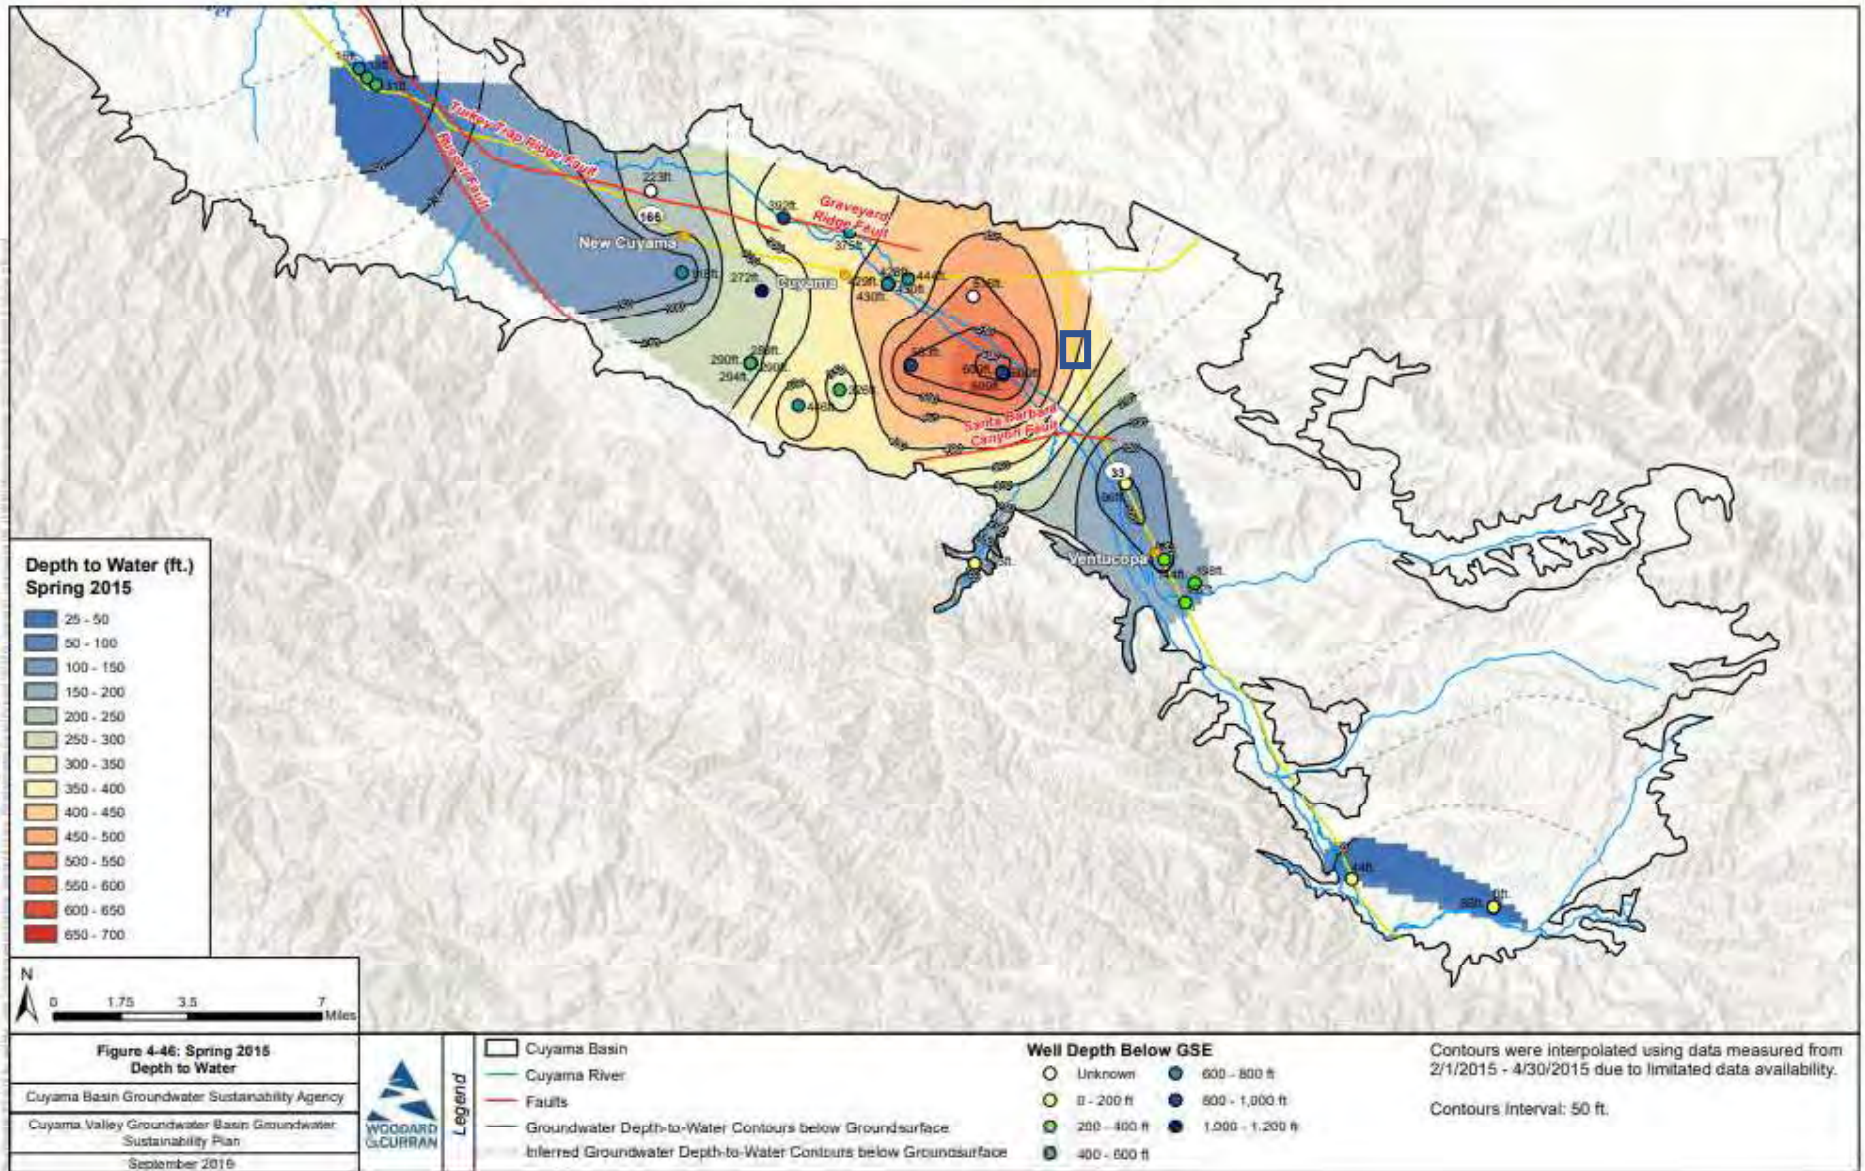 Turkey Trap Ridge Fault
223ft.
166
New Cuyama
392ft.
Graveyard
Ridge Fault
375ft.
272ft.
Cuyama
429ft.
444ft.
430ft.
290ft.
294ft.
446ft.
Santa Barbara
Canyon Fault
33
Ventucopa
Depth to Water (ft.)
Spring 2015
25 - 50
50 - 100
100 - 150
150 - 200
200 - 250
250 - 300
300 - 350
350 - 400
400 - 450
450 - 500
500 - 550
550 - 600
600 - 650
650 - 700
N
0 1.75 3.5 7
Miles
Figure 4-46: Spring 2015
Depth to Water
Cuyama Basin Groundwater Sustainability Agency
Cuyama Valley Groundwater Basin Groundwater
Sustainability Plan
WOODARD
&CURRAN
Legend
Cuyama Basin
Cuyama River
Faults
Groundwater Depth-to-Water Contours below Groundsurface
Inferred Groundwater Depth-to-Water Contours below Groundsurface
Well Depth Below GSE
Unknown
0 - 200 ft
200 - 400 ft
400 - 600 ft
600 - 800 ft
800 - 1,000 ft
1,000 - 1,200 ft
Contours were interpolated using data measured from
2/1/2015 - 4/30/2015 due to limitated data availability.
Contours Interval: 50 ft.